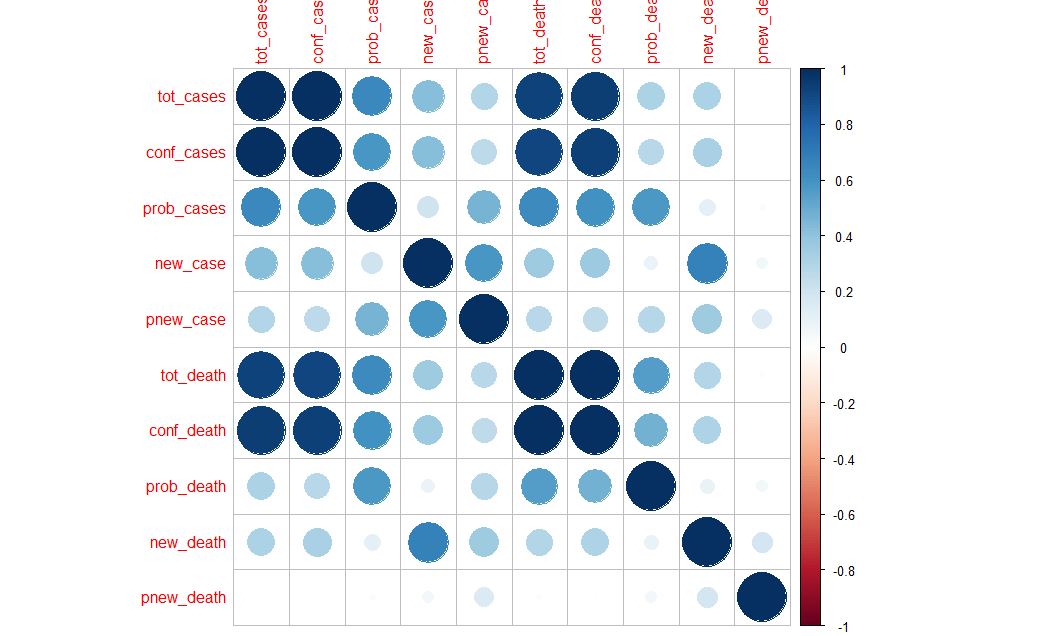 tot_cases
conf_cas
prob_cas
new_cas
pnew_ca
tot_death
conf_dea
prob_dea
new_dea
pnew_de
tot_cases
conf_cases
prob_cases
new_case
pnew_case
tot_death
conf_death
prob_death
new_death
pnew_death
1
0.8
0.6
0.4
0.2
0
-0.2
-0.4
-0.6
-0.8
-1